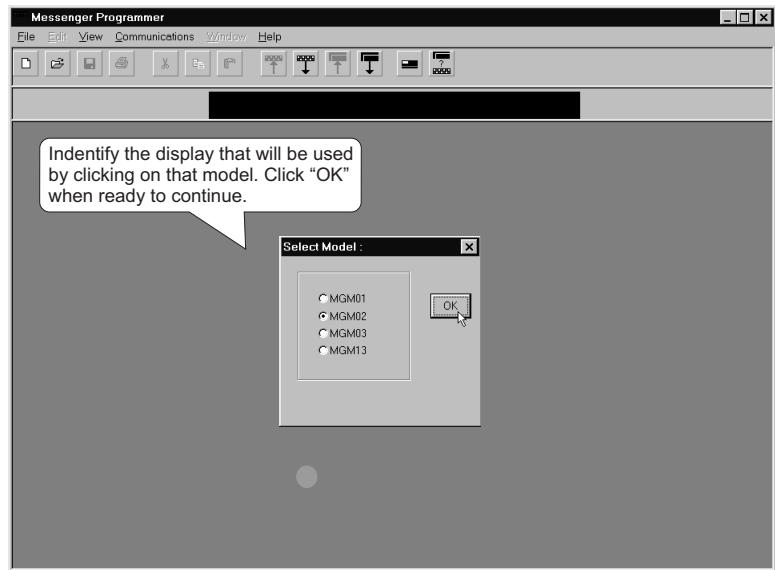 Messenger Programmer
File Edit View Communications Window Help
?
Indentify the display that will be used
by clicking on that model. Click “OK”
when ready to continue.
Select Model :
MGM01
MGM02
MGM03
MGM13
OK